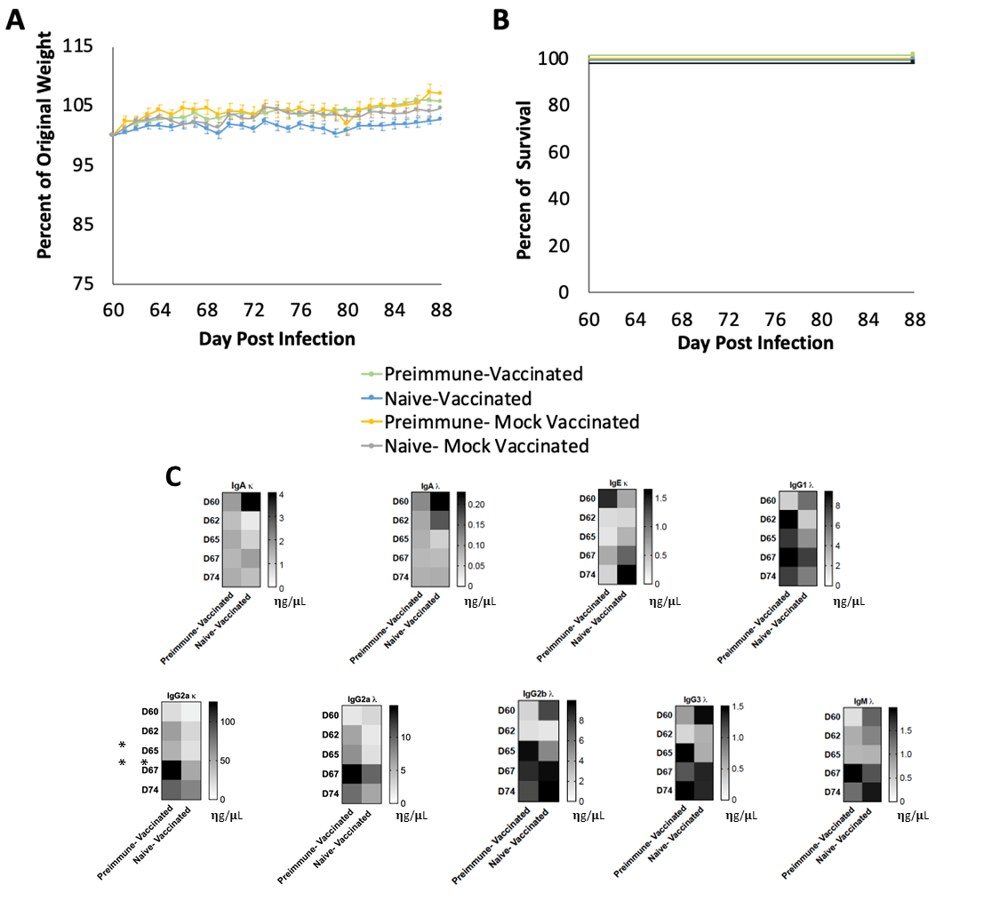 A
B
Percent of Original Weight
115
105
95
85
75
60 64 68 72 76 80 84 88
Day Post Infection
Percen of Survival
100
80
60
40
20
0
60 64 68 72 76 80 84 88
Day Post Infection
Preimmune-Vaccinated
Naive-Vaccinated
Preimmune- Mock Vaccinated
Naive- Mock Vaccinated
C
IgA κ
D60
D62
D65
D67
D74
4
3
2
1
0
ηg/μL
Preimmune- Vaccinated
Naive- Vaccinated
IgA λ
D60
D62
D65
D67
D74
0.20
0.15
0.10
0.05
0
ηg/μL
Preimmune- Vaccinated
Naive- Vaccinated
IgE κ
D60
D62
D65
D67
D74
1.5
1.0
0.5
0
ηg/μL
Preimmune- Vaccinated
Naive- Vaccinated
IgG1 λ
D60
D62
D65
D67
D74
8
6
4
2
0
ηg/μL
Preimmune- Vaccinated
Naive- Vaccinated
IgG2a κ
D60
D62
* D65
* * D67
D74
100
50
0
ηg/μL
Preimmune- Vaccinated
Naive- Vaccinated
IgG2a λ
D60
D62
D65
D67
D74
10
5
0
ηg/μL
Preimmune- Vaccinated
Naive- Vaccinated
IgG2b λ
D60
D62
D65
D67
D74
8
6
4
2
0
ηg/μL
Preimmune- Vaccinated
Naive- Vaccinated
IgG3 λ
D60
D62
D65
D67
D74
1.5
1.0
0.5
0
ηg/μL
Preimmune- Vaccinated
Naive- Vaccinated
IgM λ
D60
D62
D65
D67
D74
1.5
1.0
0.5
0
ηg/μL
Preimmune- Vaccinated
Naive- Vaccinated